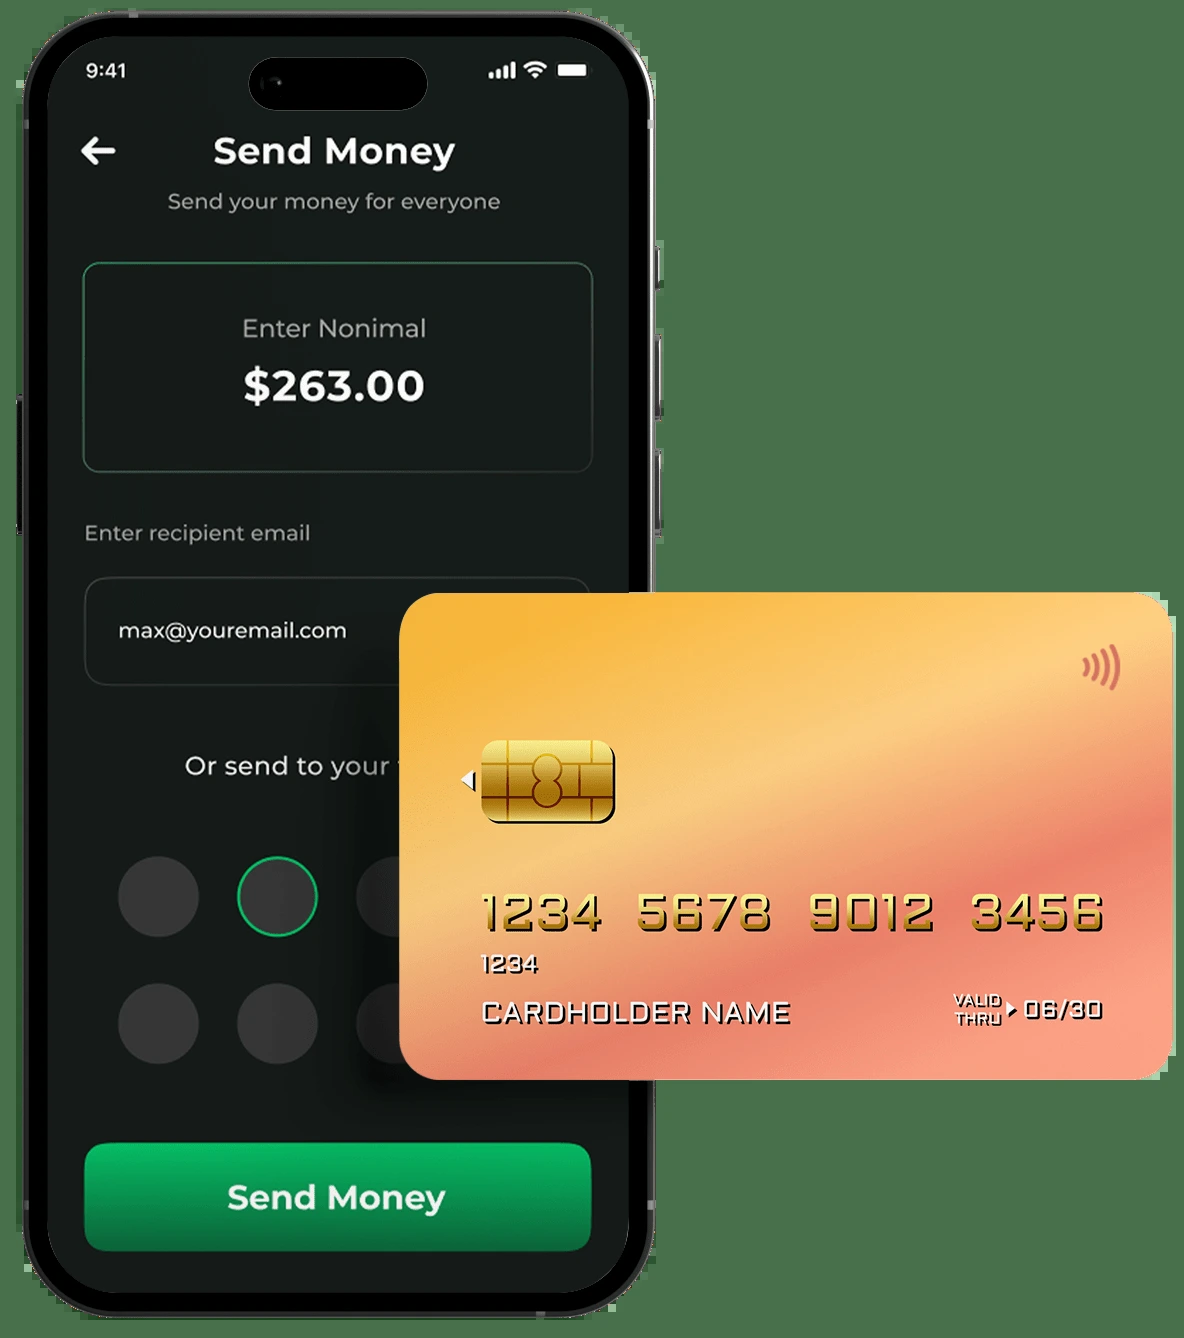 9:41
Send Money
Send your money for everyone
Enter Nonimal
$263.00
Enter recipient email
max@youremail.com
Or send to your
1234 5678 9012 3456
1234
CARDHOLDER NAME
VALID
THRU
06/30
Send Money